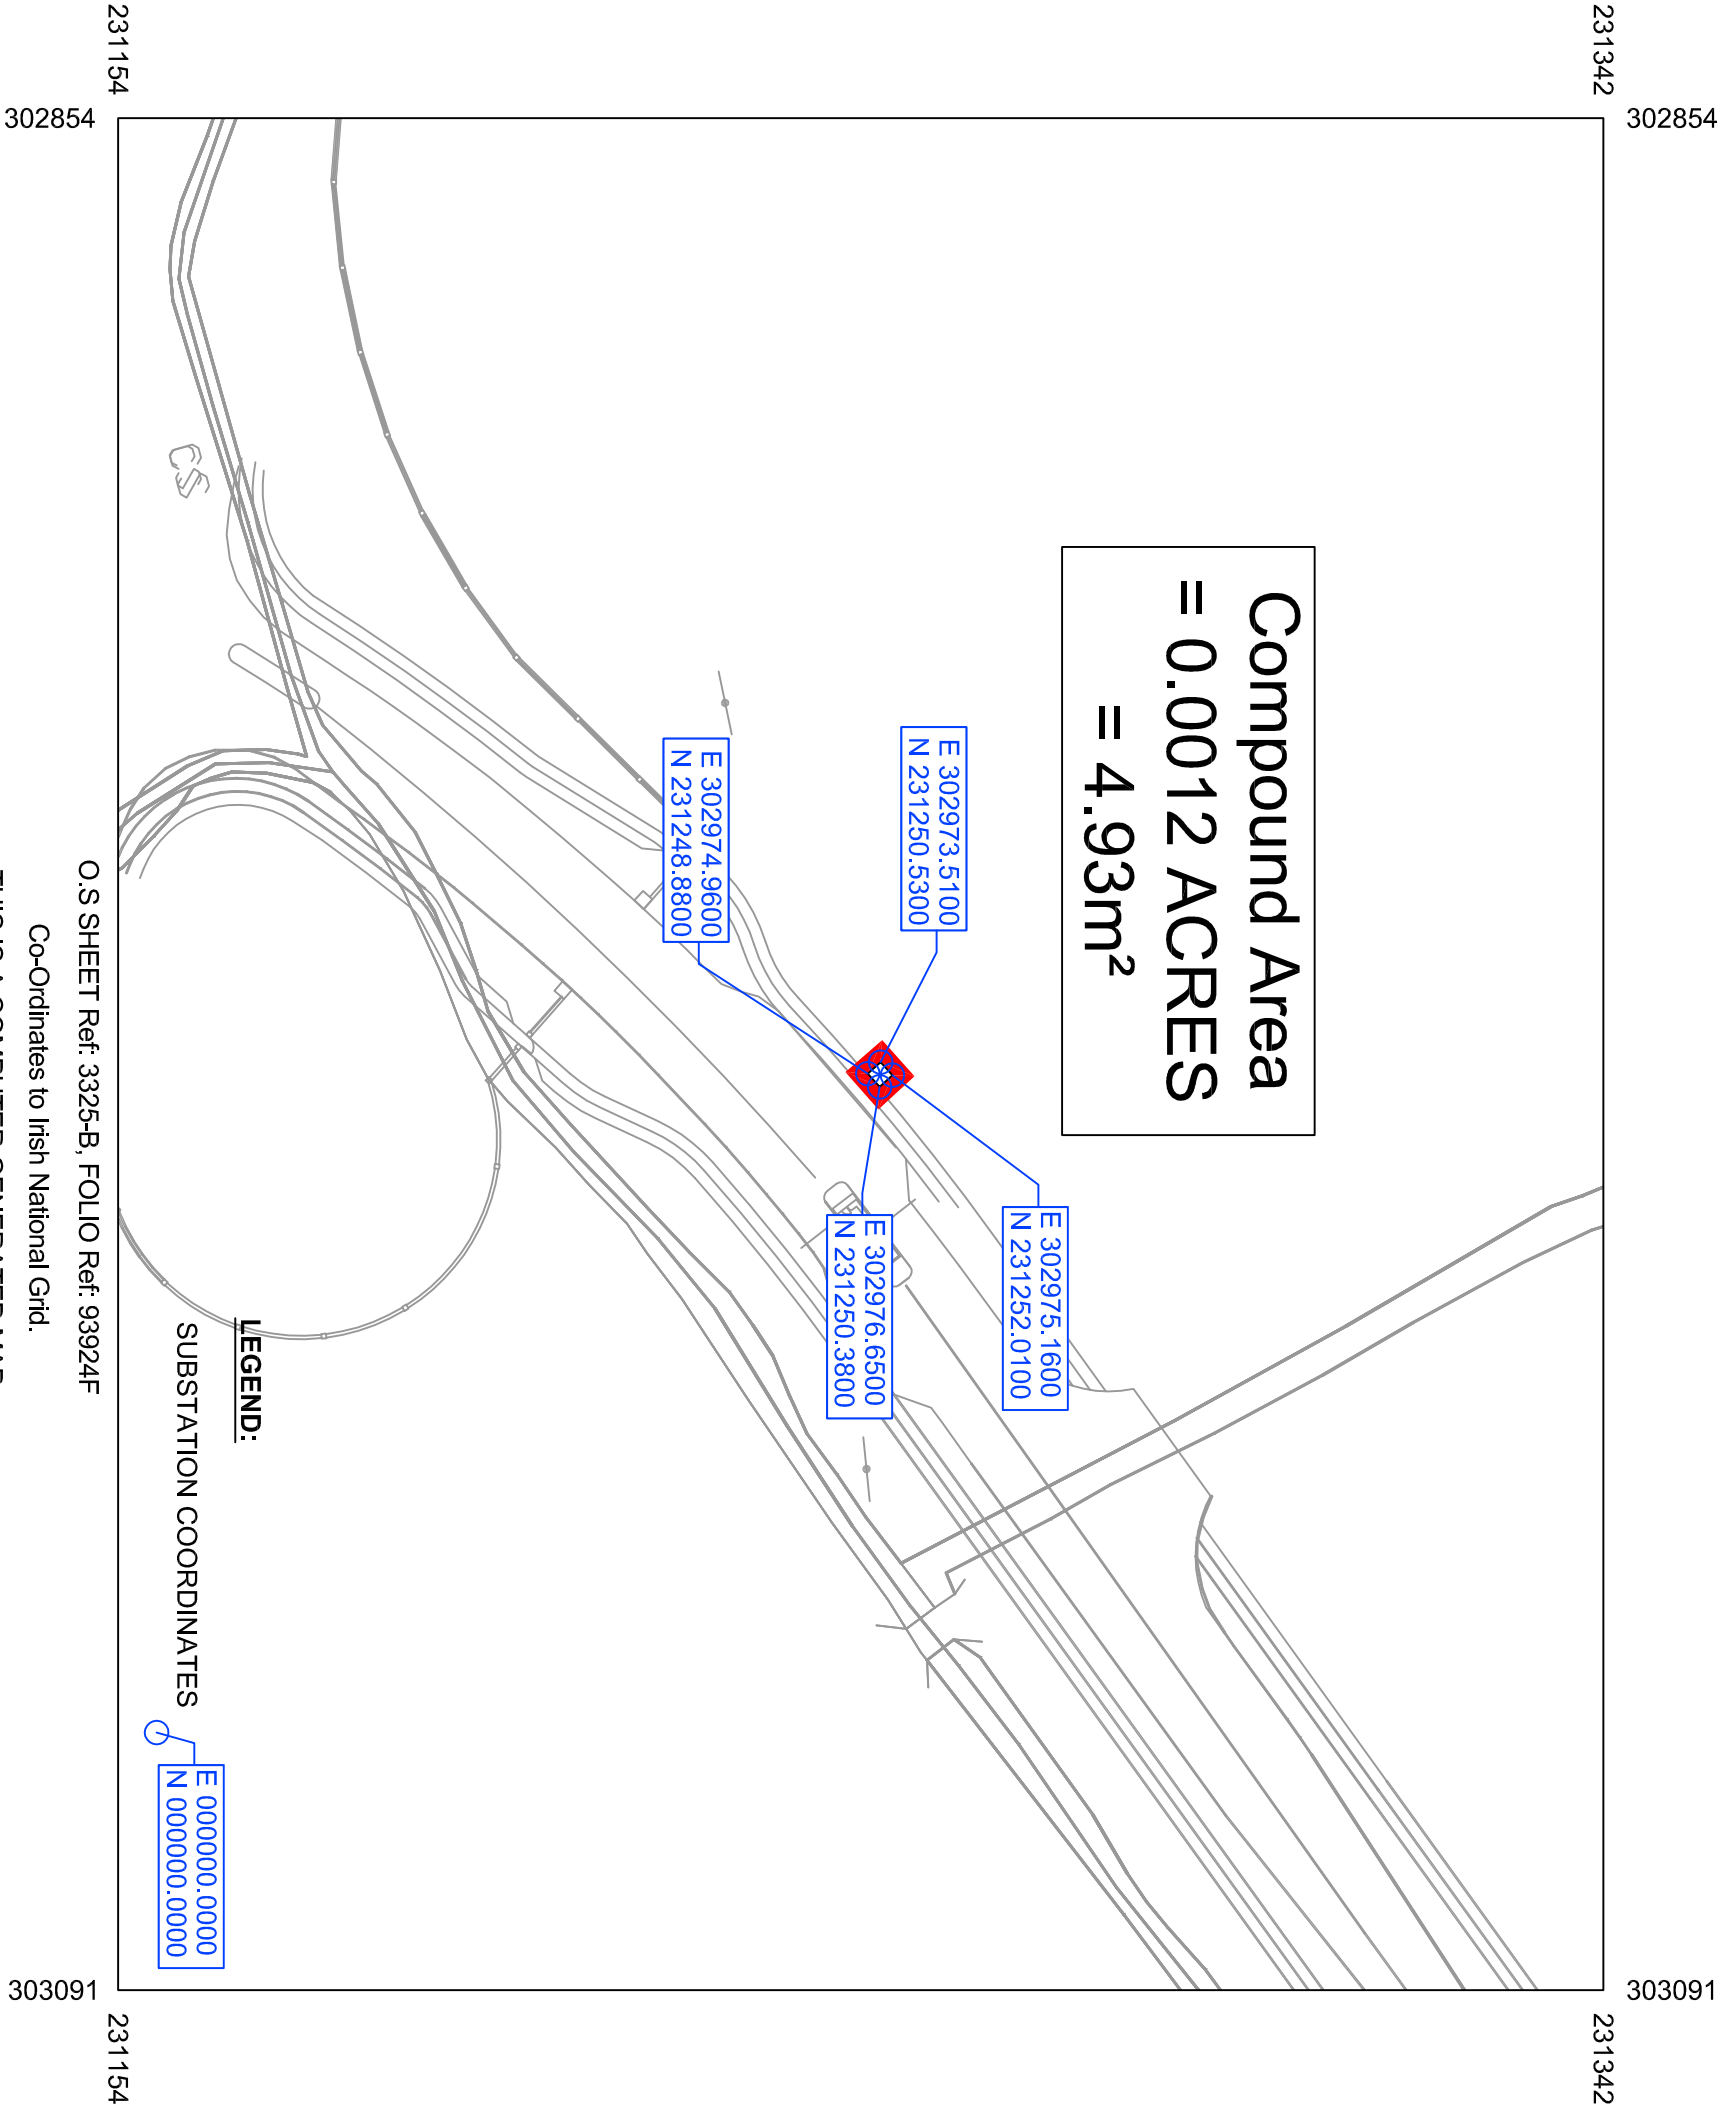 231342
231342
302854
302854
Compound Area
= 0.0012 ACRES
= 4.93m²
E 302975.1600
N 231252.0100
E 302973.5100
N 231250.5300
E 302976.6500
N 231250.3800
E 302974.9600
N 231248.8800
CS
LEGEND:
SUBSTATION COORDINATES
E 000000.0000
N 000000.0000
303091
303091
231154
231154
O.S SHEET Ref: 3325-B, FOLIO Ref: 93924F
Co-Ordinates to Irish National Grid.